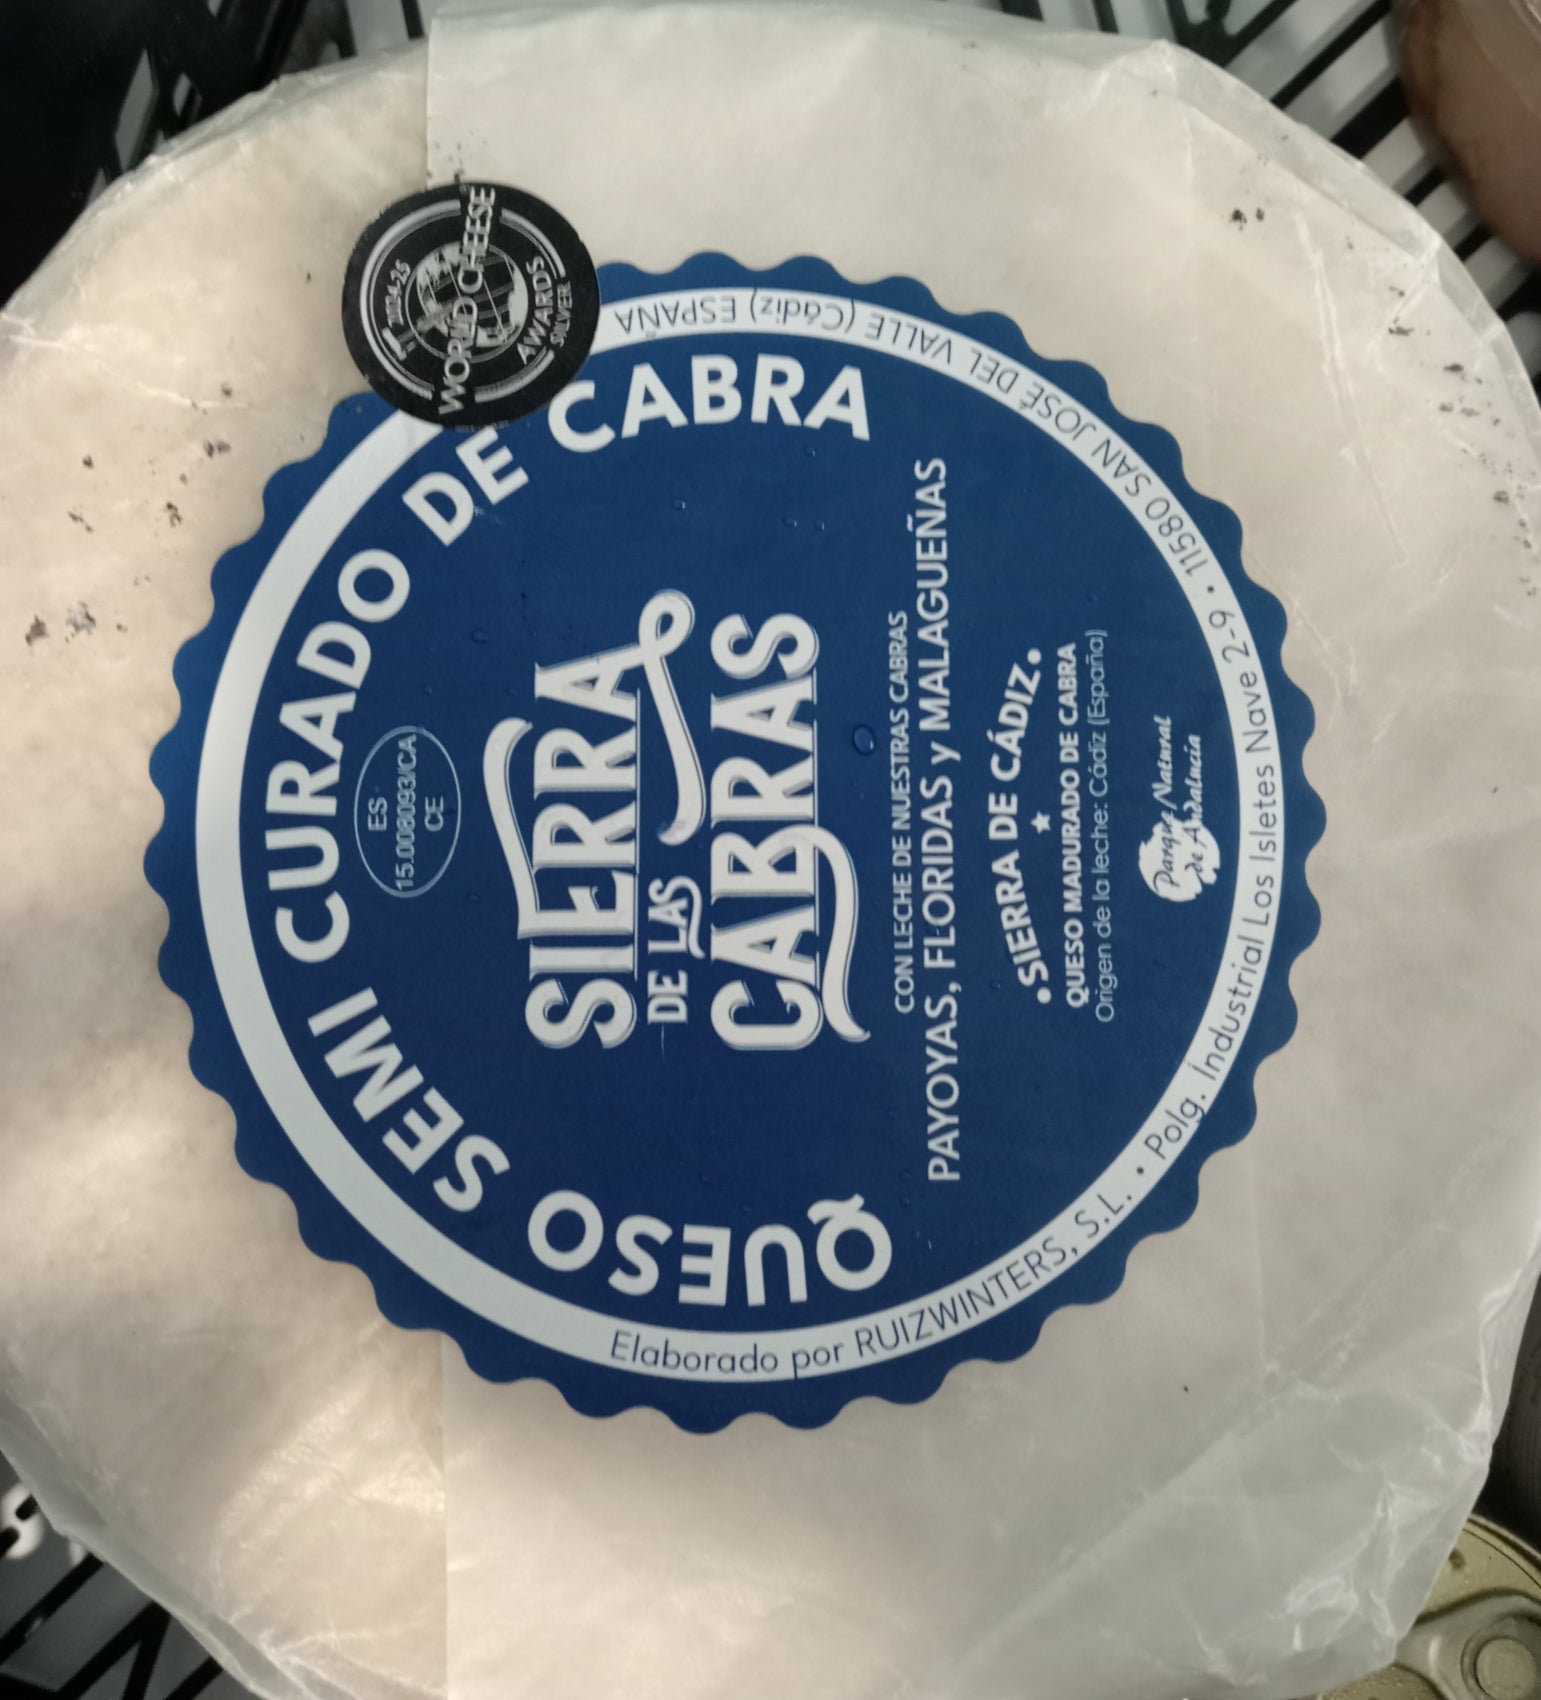 QUESO SEMI CURADO DE CABRA
ES
15.008093/CA
CE
SIERRA
DE LAS
CABRAS
CON LECHE DE NUESTRAS CABRAS
PAYOYAS, FLORIDAS y MALAGUEÑAS
•SIERRA DE CÁDIZ•
QUESO MADURADO DE CABRA
Origen de la leche: Cádiz (España)
Parque Natural
de Andalucía
Elaborado por RUIZWINTERS, S.L. • Polg. Industrial Los Isletes Nave 2-9 • 11580 SAN JOSÉ DEL VALLE (Cádiz) ESPAÑA
2024-25
WORLD CHEESE
AWARDS
SILVER